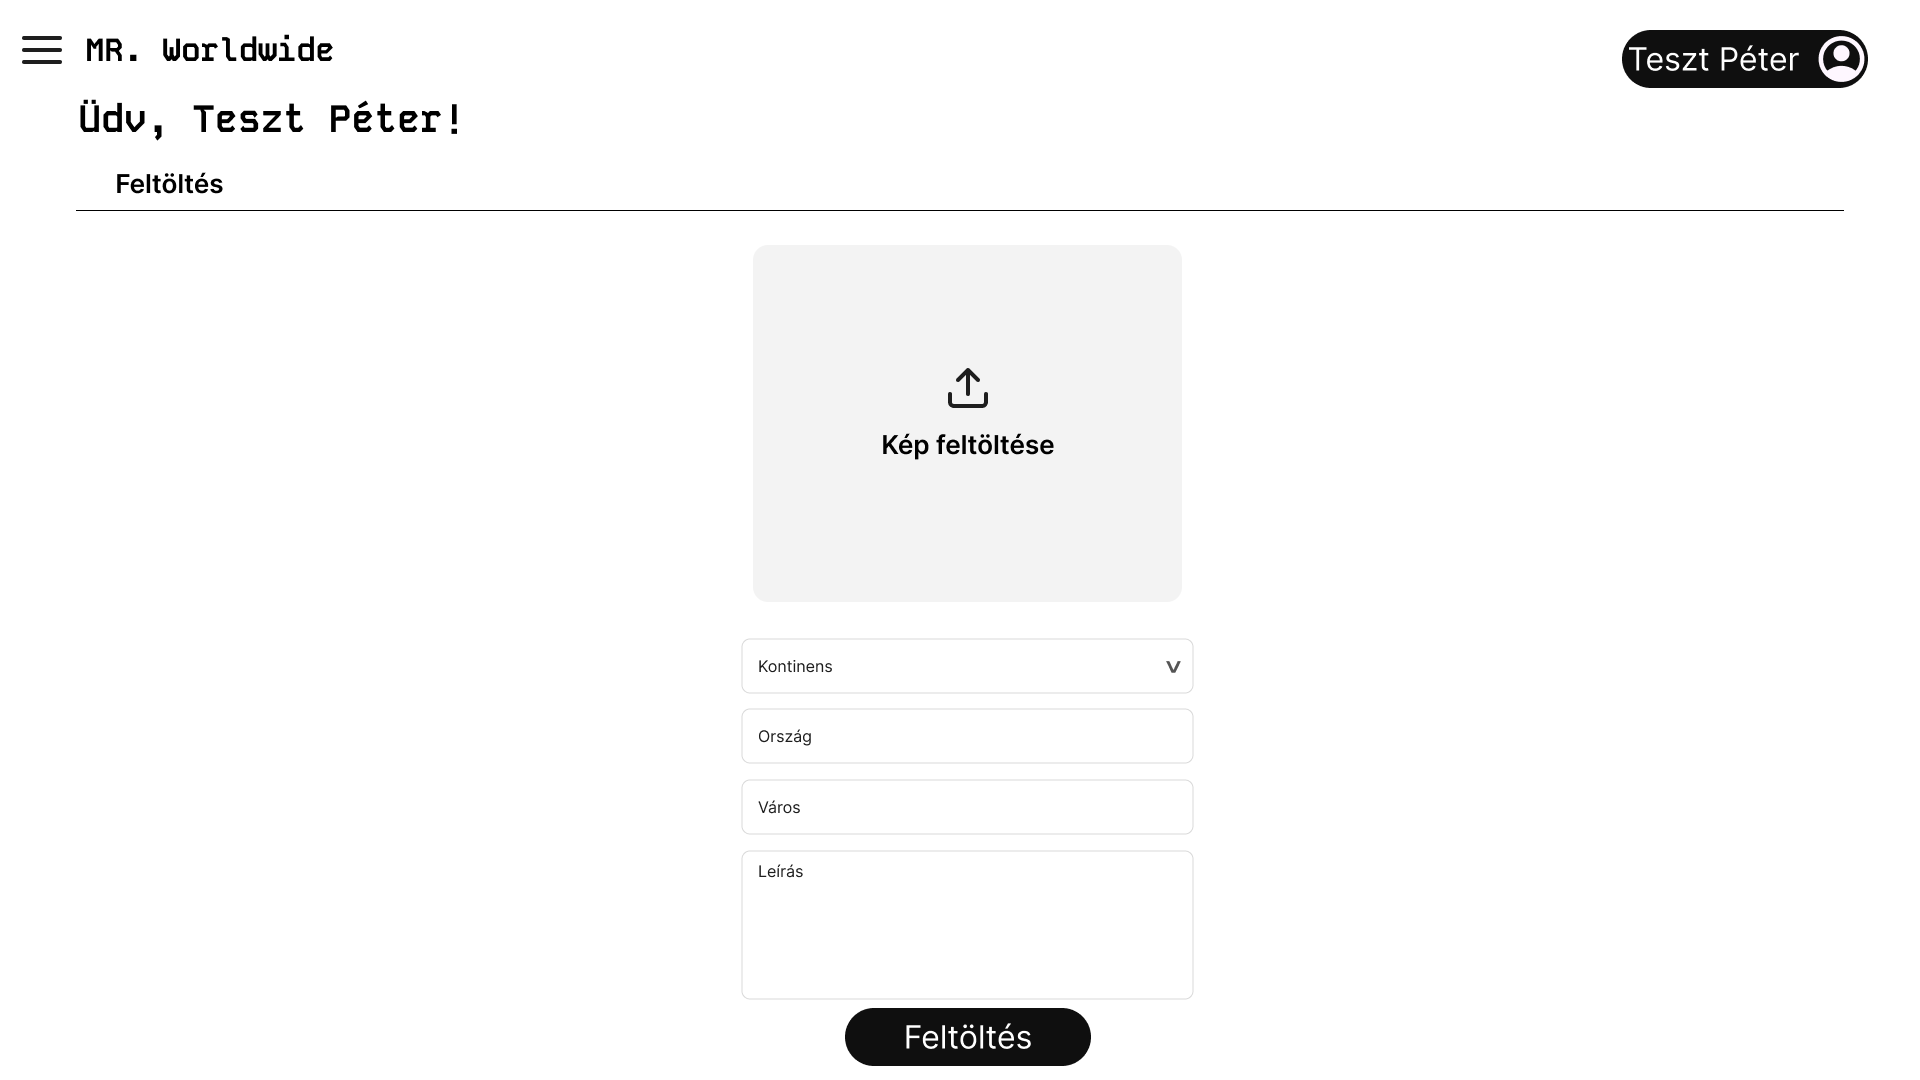 MR. Worldwide
Teszt Péter
Üdv, Teszt Péter!
Feltöltés
Kép feltöltése
Kontinens
Ország
Város
Leírás
Feltöltés